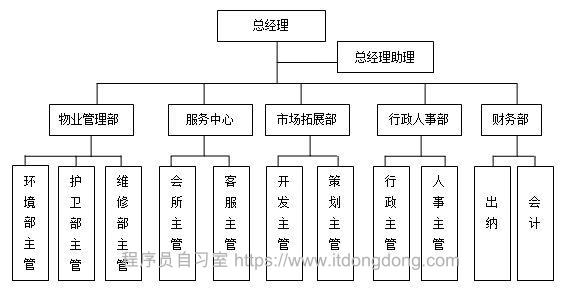 总经理
总经理助理
物业管理部
服务中心
市场拓展部
行政人事部
财务部
环境部主管
护卫部主管
维修部主管
会所主管
客服主管
开发主管
策划主管
行政主管
人事主管
出纳
会计
程序员自习室 https://www.itdongdong.com